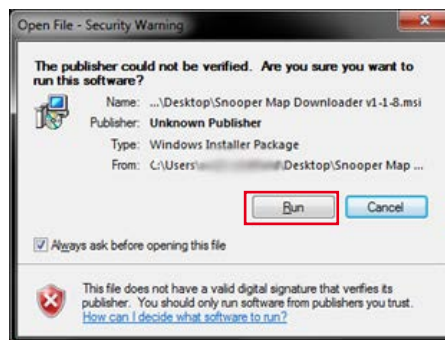 Open File - Security Warning
The publisher could not be verified. Are you sure you want to
run this software?
Name: ...\Desktop\Snooper Map Downloader v1-1-8.msi
Publisher: Unknown Publisher
Type: Windows Installer Package
From: C:\Users\ Desktop\Snooper Map ...
Run Cancel
Always ask before opening this file
This file does not have a valid digital signature that verifies its
publisher. You should only run software from publishers you trust.
How can I decide what software to run?